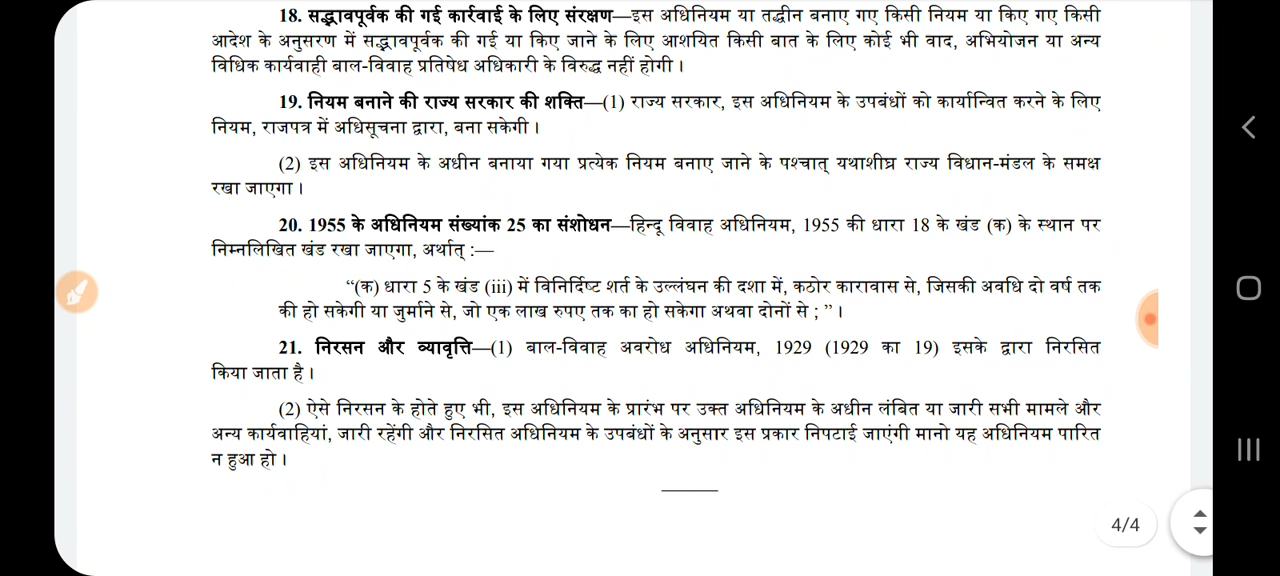 18. सद्भावपूर्वक की गई कार्रवाई के लिए संरक्षण—इस अधिनियम या तद्धीन बनाए गए किसी नियम या किए गए किसी
आदेश के अनुसरण में सद्भावपूर्वक की गई या किए जाने के लिए आशयित किसी बात के लिए कोई भी वाद, अभियोजन या अन्य
विधिक कार्यवाही बाल-विवाह प्रतिषेध अधिकारी के विरुद्ध नहीं होगी ।
19. नियम बनाने की राज्य सरकार की शक्ति—(1) राज्य सरकार, इस अधिनियम के उपबंधों को कार्यान्वित करने के लिए
नियम, राजपत्र में अधिसूचना द्वारा, बना सकेगी ।
(2) इस अधिनियम के अधीन बनाया गया प्रत्येक नियम बनाए जाने के पश्चात् यथाशीघ्र राज्य विधान-मंडल के समक्ष
रखा जाएगा ।
20. 1955 के अधिनियम संख्यांक 25 का संशोधन—हिन्दू विवाह अधिनियम, 1955 की धारा 18 के खंड (क) के स्थान पर
निम्नलिखित खंड रखा जाएगा, अर्थात् :—
“(क) धारा 5 के खंड (iii) में विनिर्दिष्ट शर्त के उल्लंघन की दशा में, कठोर कारावास से, जिसकी अवधि दो वर्ष तक
की हो सकेगी या जुर्माने से, जो एक लाख रुपए तक का हो सकेगा अथवा दोनों से ; ” ।
21. निरसन और व्यावृत्ति—(1) बाल-विवाह अवरोध अधिनियम, 1929 (1929 का 19) इसके द्वारा निरसित
किया जाता है ।
(2) ऐसे निरसन के होते हुए भी, इस अधिनियम के प्रारंभ पर उक्त अधिनियम के अधीन लंबित या जारी सभी मामले और
अन्य कार्यवाहियां, जारी रहेंगी और निरसित अधिनियम के उपबंधों के अनुसार इस प्रकार निपटाई जाएंगी मानो यह अधिनियम पारित
न हुआ हो ।
4/4